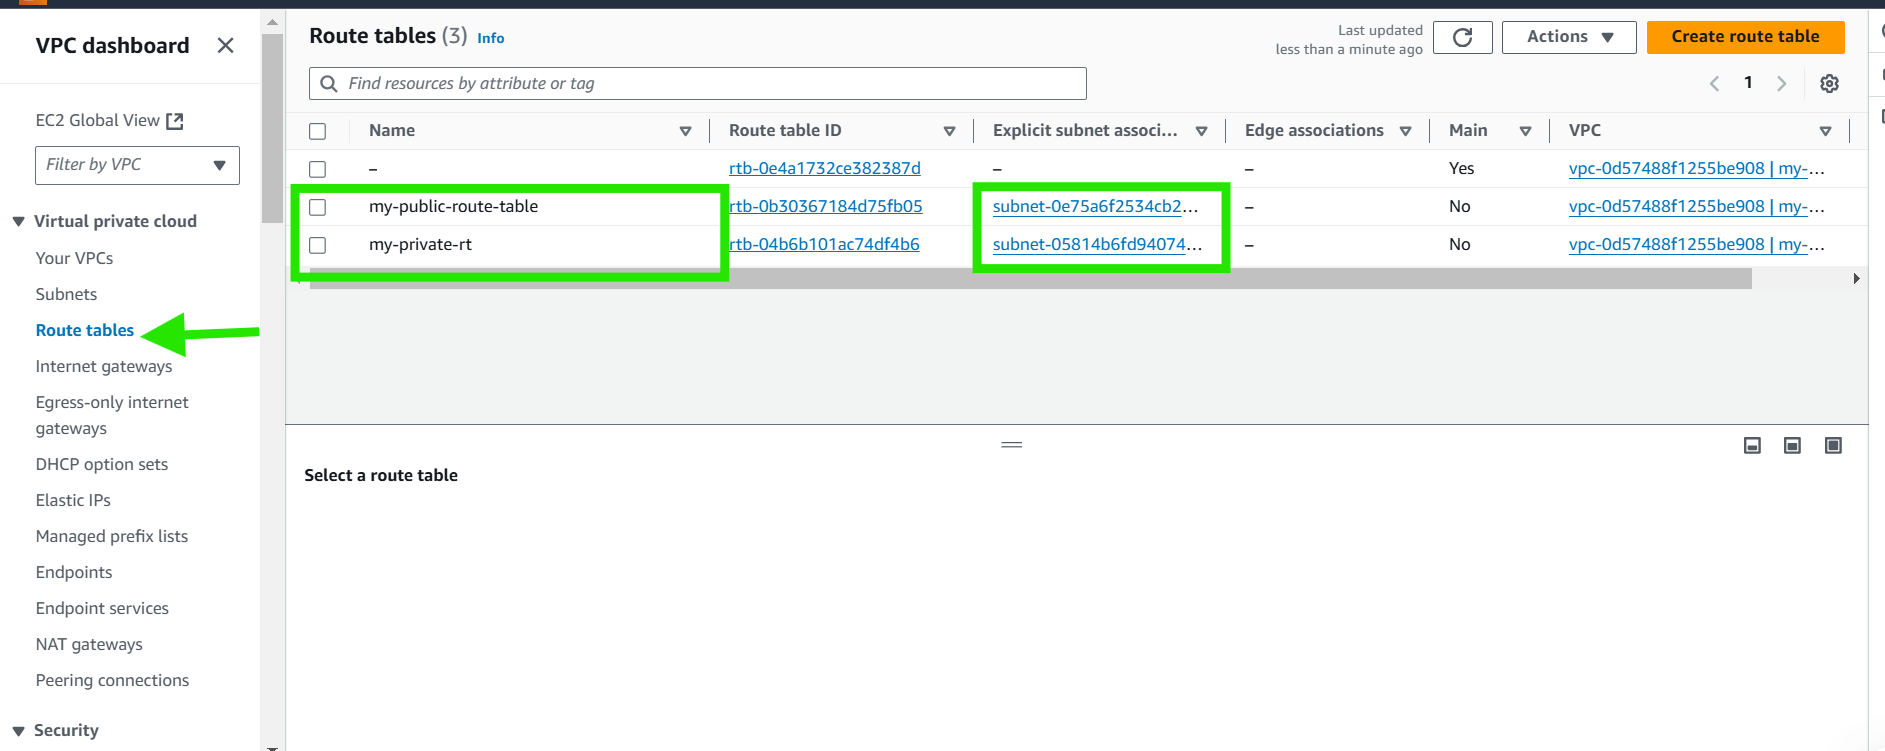 VPC dashboard
EC2 Global View
Filter by VPC
Virtual private cloud
Your VPCs
Subnets
Route tables
Internet gateways
Egress-only internet
gateways
DHCP option sets
Elastic IPs
Managed prefix lists
Endpoints
Endpoint services
NAT gateways
Peering connections
Security
Route tables (3) Info
Last updated
less than a minute ago
Actions
Create route table
Find resources by attribute or tag
1
Name Route table ID Explicit subnet associ... Edge associations Main VPC
– rtb-0e4a1732ce382387d – – Yes vpc-0d57488f1255be908 | my-...
my-public-route-table rtb-0b30367184d75fb05 subnet-0e75a6f2534cb2... – No vpc-0d57488f1255be908 | my-...
my-private-rt rtb-04b6b101ac74df4b6 subnet-05814b6fd94074... – No vpc-0d57488f1255be908 | my-...
Select a route table